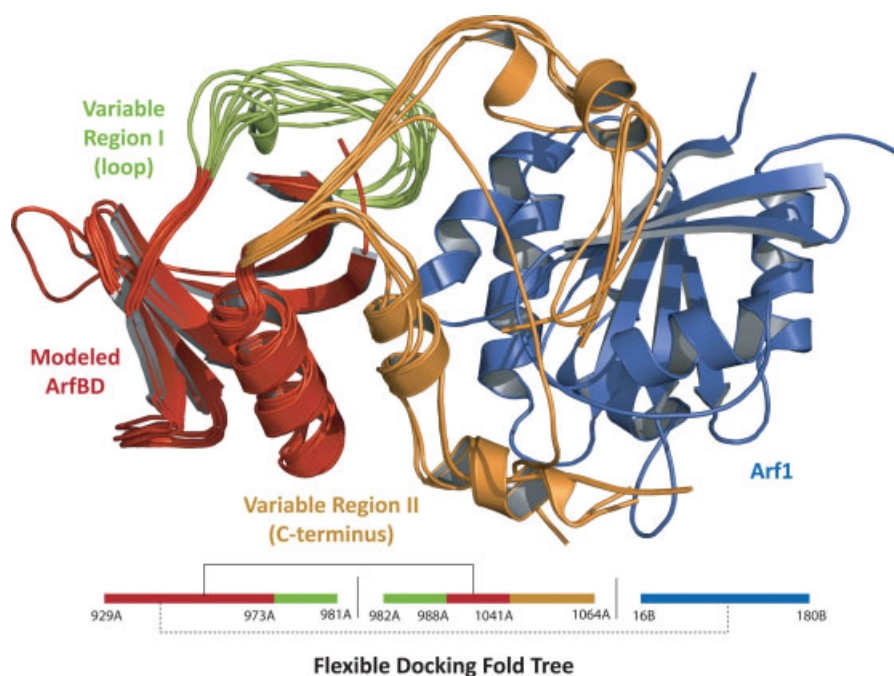 Variable
Region I
(loop)
Modeled
ArfBD
Variable Region II
(C-terminus)
Arf1
929A 973A 981A 982A 988A 1041A 1064A 16B 180B
Flexible Docking Fold Tree